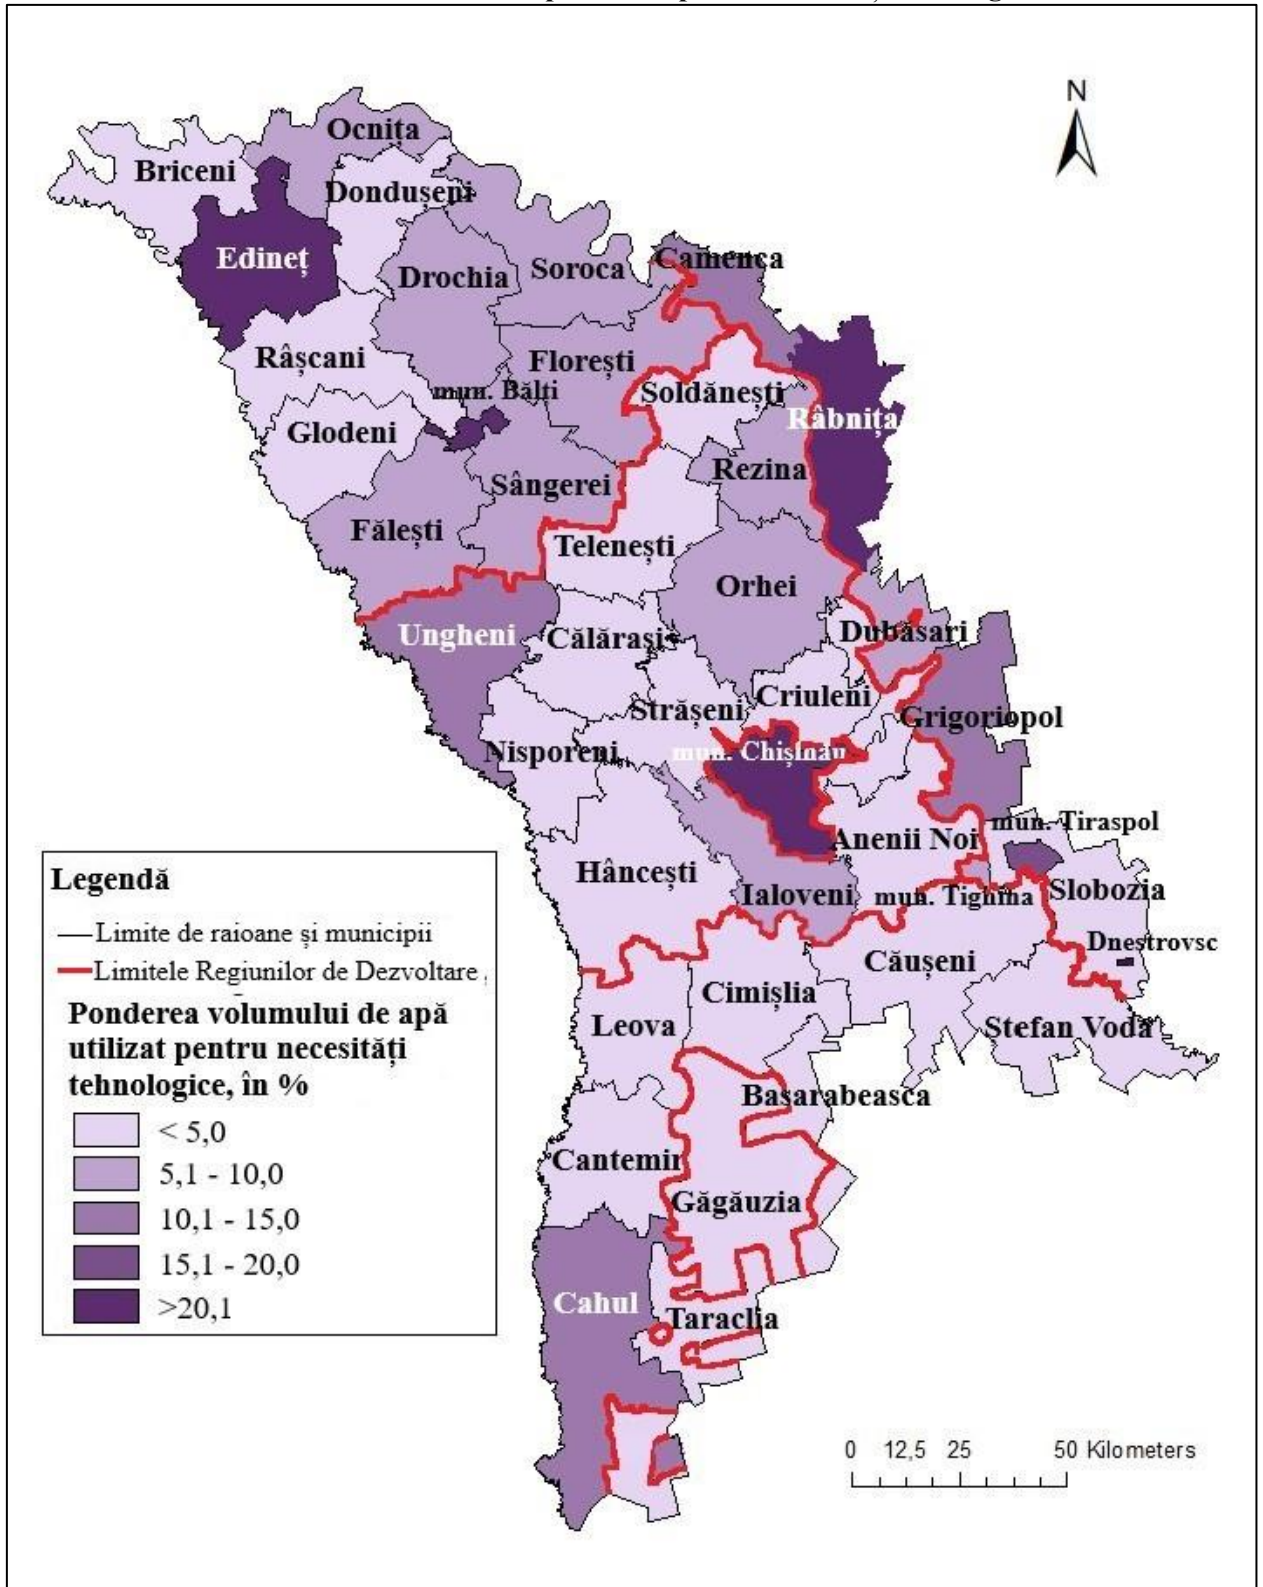 N
Ocnița
Briceni
Dondușeni
Edineț
Drochia
Soroca
Camenca
Râșcani
Florești
mun. Bălți
Soldănești
Râbnița
Glodeni
Rezina
Sângerei
Fălești
Telenești
Orhei
Ungheni
Călărași
Dubăsari
Criuleni
Strășeni
Grigoriopol
Nisporeni
mun. Chișinău
mun. Tiraspol
Anenii Noi
Hâncești
Ialoveni
mun. Tighina
Slobozia
Dnestrovsc
Căușeni
Cimișlia
Leova
Ștefan Vodă
Basarabeasca
Cantemir
Găgăuzia
Cahul
Taraclia
Legendă
Limite de raioane și municipii
Limitele Regiunilor de Dezvoltare
Ponderea volumului de apă
utilizat pentru necesități
tehnologice, în %
< 5,0
5,1 - 10,0
10,1 - 15,0
15,1 - 20,0
>20,1
0 12,5 25 50 Kilometers